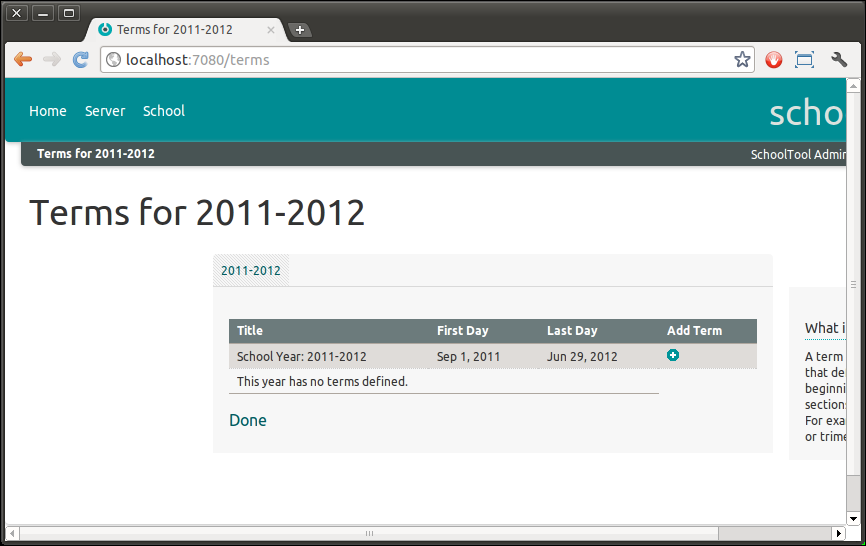 Terms for 2011-2012
localhost:7080/terms
Home Server School
scho
Terms for 2011-2012 SchoolTool Admin
Terms for 2011-2012
2011-2012
Title First Day Last Day Add Term
School Year: 2011-2012 Sep 1, 2011 Jun 29, 2012
This year has no terms defined.
Done
What i
A term
that de
beginni
section
For exa
or trime